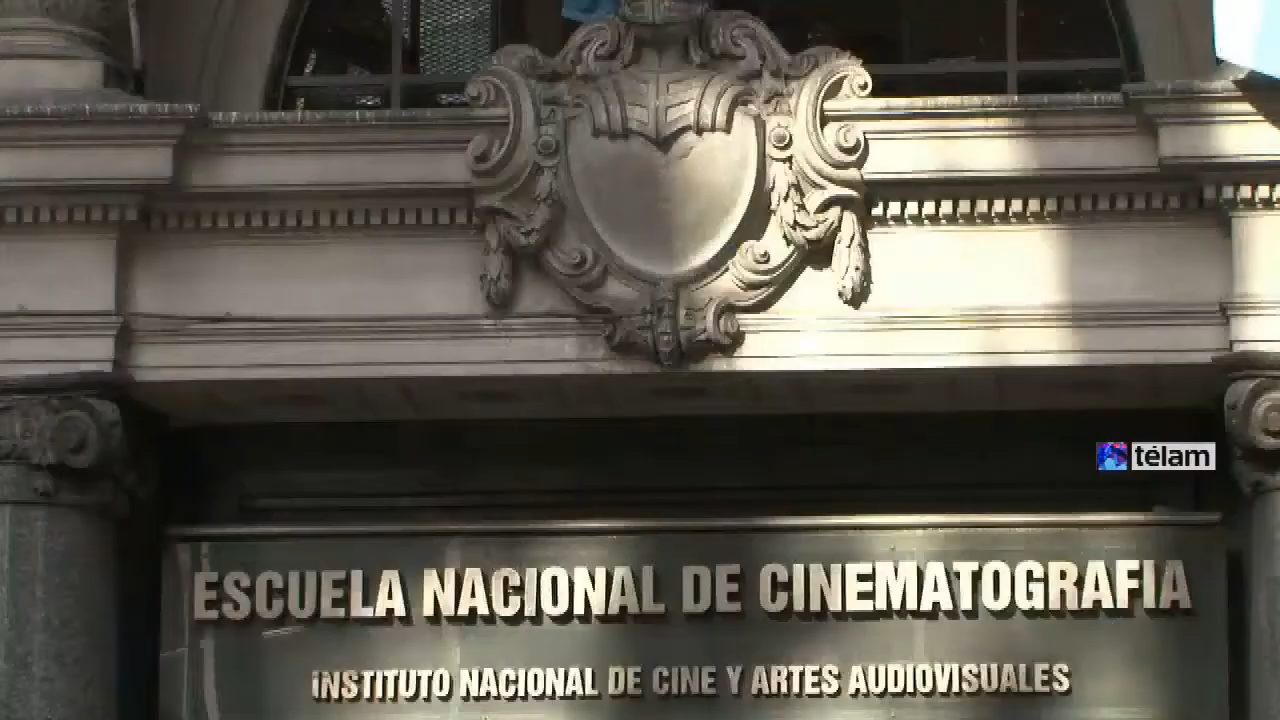 télam
ESCUELA NACIONAL DE CINEMATOGRAFIA
INSTITUTO NACIONAL DE CINE Y ARTES AUDIOVISUALES